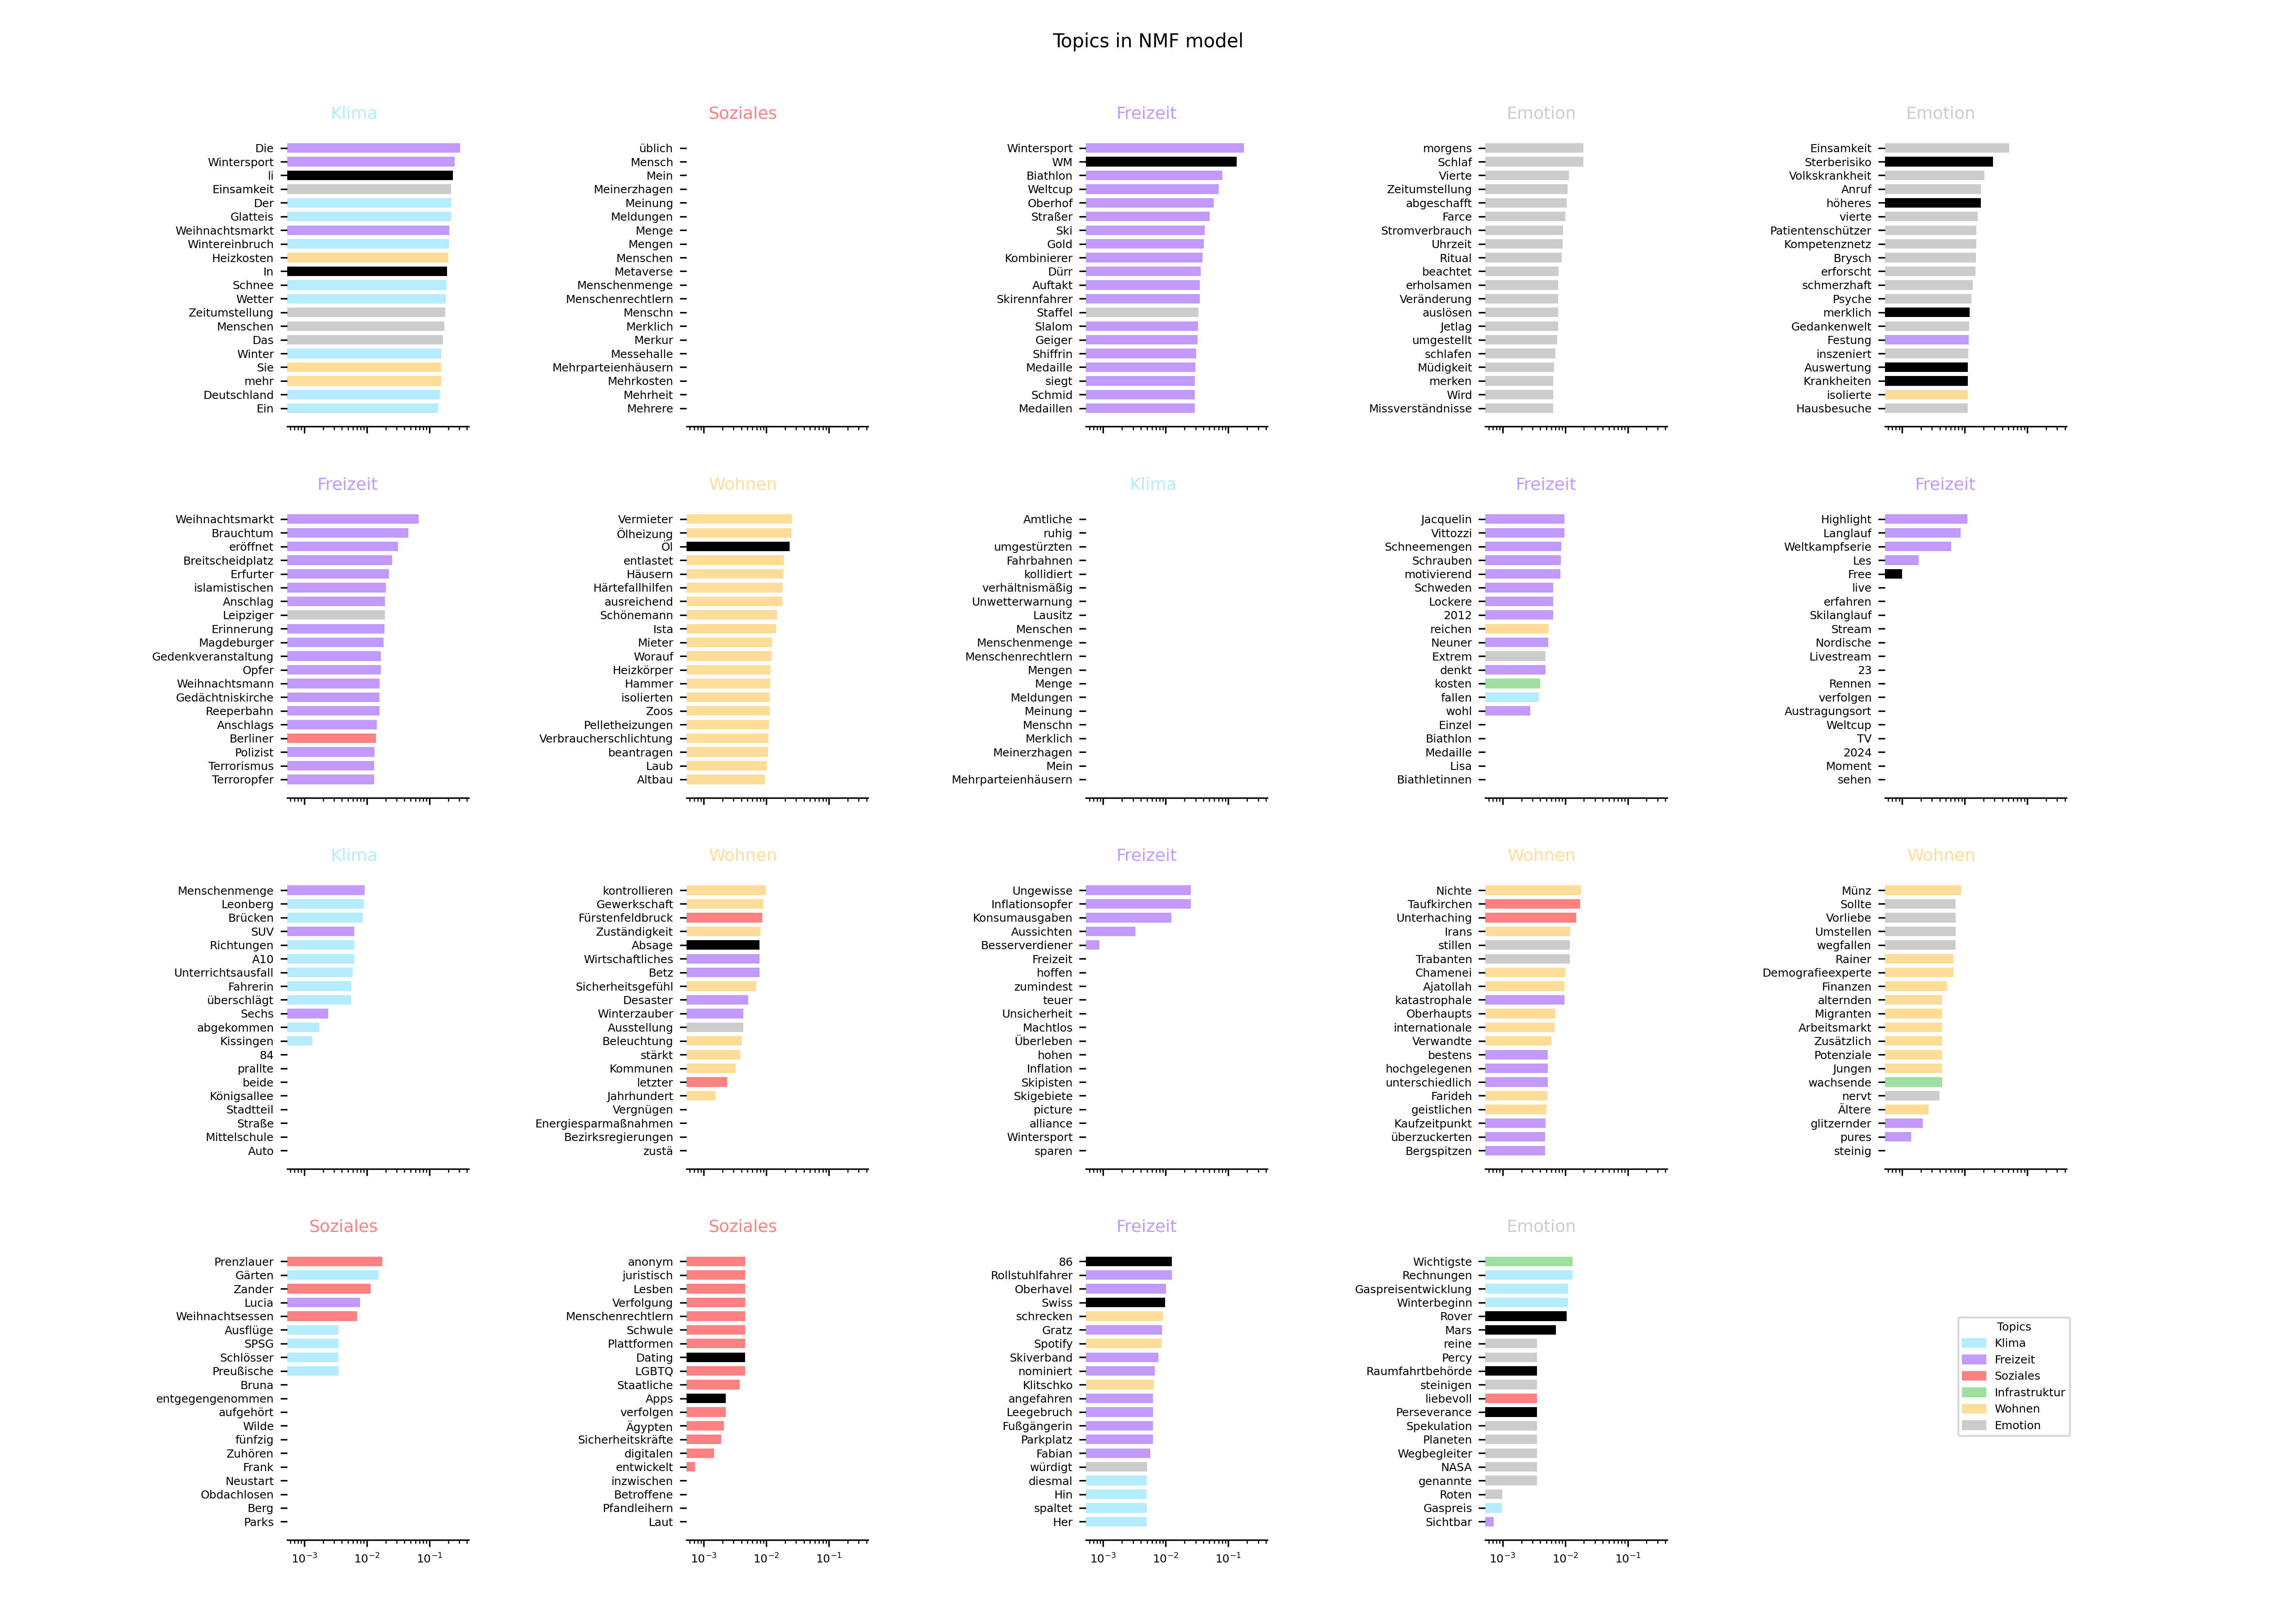 Topics in NMF model
Klima
Die
Wintersport
li
Einsamkeit
Der
Glatteis
Weihnachtsmarkt
Wintereinbruch
Heizkosten
In
Schnee
Wetter
Zeitumstellung
Menschen
Das
Winter
Sie
mehr
Deutschland
Ein
Soziales
üblich
Mensch
Mein
Meinerzhagen
Meinung
Meldungen
Menge
Mengen
Menschen
Metaverse
Menschenmenge
Menschenrechtlern
Menschn
Merklich
Merkur
Messehalle
Mehrparteienhäusern
Mehrkosten
Mehrheit
Mehrere
Freizeit
Wintersport
WM
Biathlon
Weltcup
Oberhof
Straßer
Ski
Gold
Kombinierer
Dürr
Auftakt
Skirennfahrer
Staffel
Slalom
Geiger
Shiffrin
Medaille
siegt
Schmid
Medaillen
Emotion
morgens
Schlaf
Vierte
Zeitumstellung
abgeschafft
Farce
Stromverbrauch
Uhrzeit
Ritual
beachtet
erholsamen
Veränderung
auslösen
Jetlag
umgestellt
schlafen
Müdigkeit
merken
Wird
Missverständnisse
Emotion
Einsamkeit
Sterberisiko
Volkskrankheit
Anruf
höheres
vierte
Patientenschützer
Kompetenznetz
Brysch
erforscht
schmerzhaft
Psyche
merklich
Gedankenwelt
Festung
inszeniert
Auswertung
Krankheiten
isolierte
Hausbesuche
Freizeit
Weihnachtsmarkt
Brauchtum
eröffnet
Breitscheidplatz
Erfurter
islamistischen
Anschlag
Leipziger
Erinnerung
Magdeburger
Gedenkveranstaltung
Opfer
Weihnachtsmann
Gedächtniskirche
Reeperbahn
Anschlags
Berliner
Polizist
Terrorismus
Terroropfer
Wohnen
Vermieter
Ölheizung
Öl
entlastet
Häusern
Härtefallhilfen
ausreichend
Schönemann
Ista
Mieter
Worauf
Heizkörper
Hammer
isolierten
Zoos
Pelletheizungen
Verbraucherschlichtung
beantragen
Laub
Altbau
Klima
Amtliche
ruhig
umgestürzten
Fahrbahnen
kollidiert
verhältnismäßig
Unwetterwarnung
Lausitz
Menschen
Menschenmenge
Menschenrechtlern
Mengen
Menge
Meldungen
Meinung
Menschn
Merklich
Meinerzhagen
Mein
Mehrparteienhäusern
Freizeit
Jacquelin
Vittozzi
Schneemengen
Schrauben
motivierend
Schweden
Lockere
2012
reichen
Neuner
Extrem
denkt
kosten
fallen
wohl
Einzel
Biathlon
Medaille
Lisa
Biathletinnen
Freizeit
Highlight
Langlauf
Weltkampfserie
Les
Free
live
erfahren
Skilanglauf
Stream
Nordische
Livestream
23
Rennen
verfolgen
Austragungsort
Weltcup
TV
2024
Moment
sehen
Klima
Menschenmenge
Leonberg
Brücken
SUV
Richtungen
A10
Unterrichtsausfall
Fahrerin
überschlägt
Sechs
abgekommen
Kissingen
84
prallte
beide
Königsallee
Stadtteil
Straße
Mittelschule
Auto
Wohnen
kontrollieren
Gewerkschaft
Fürstenfeldbruck
Zuständigkeit
Absage
Wirtschaftliches
Betz
Sicherheitsgefühl
Desaster
Winterzauber
Ausstellung
Beleuchtung
stärkt
Kommunen
letzter
Jahrhundert
Vergnügen
Energiesparmaßnahmen
Bezirksregierungen
zustä
Freizeit
Ungewisse
Inflationsopfer
Konsumausgaben
Aussichten
Besserverdiener
Freizeit
hoffen
zumindest
teuer
Unsicherheit
Machtlos
Überleben
hohen
Inflation
Skipisten
Skigebiete
picture
alliance
Wintersport
sparen
Wohnen
Nichte
Taufkirchen
Unterhaching
Irans
stillen
Trabanten
Chamenei
Ajatollah
katastrophale
Oberhaupts
internationale
Verwandte
bestens
hochgelegenen
unterschiedlich
Farideh
geistlichen
Kaufzeitpunkt
überzuckerten
Bergspitzen
Wohnen
Münz
Sollte
Vorliebe
Umstellen
wegfallen
Rainer
Demografieexperte
Finanzen
alternden
Migranten
Arbeitsmarkt
Zusätzlich
Potenziale
Jungen
wachsende
nervt
Ältere
glitzernder
pures
steinig
Soziales
Prenzlauer
Gärten
Zander
Lucia
Weihnachtsessen
Ausflüge
SPSG
Schlösser
Preußische
Bruna
entgegengenommen
aufgehört
Wilde
fünfzig
Zuhören
Frank
Neustart
Obdachlosen
Berg
Parks
10⁻³ 10⁻² 10⁻¹
Soziales
anonym
juristisch
Lesben
Verfolgung
Menschenrechtlern
Schwule
Plattformen
Dating
LGBTQ
Staatliche
Apps
verfolgen
Ägypten
Sicherheitskräfte
digitalen
entwickelt
inzwischen
Betroffene
Pfandleihern
Laut
10⁻³ 10⁻² 10⁻¹
Freizeit
86
Rollstuhlfahrer
Oberhavel
Swiss
schrecken
Gratz
Spotify
Skiverband
nominiert
Klitschko
angefahren
Leegebruch
Fußgängerin
Parkplatz
Fabian
würdigt
diesmal
Hin
spaltet
Her
10⁻³ 10⁻² 10⁻¹
Emotion
Wichtigste
Rechnungen
Gaspreisentwicklung
Winterbeginn
Rover
Mars
reine
Percy
Raumfahrtbehörde
steinigen
liebevoll
Perseverance
Spekulation
Planeten
Wegbegleiter
NASA
genannte
Roten
Gaspreis
Sichtbar
10⁻³ 10⁻² 10⁻¹
Topics
Klima
Freizeit
Soziales
Infrastruktur
Wohnen
Emotion